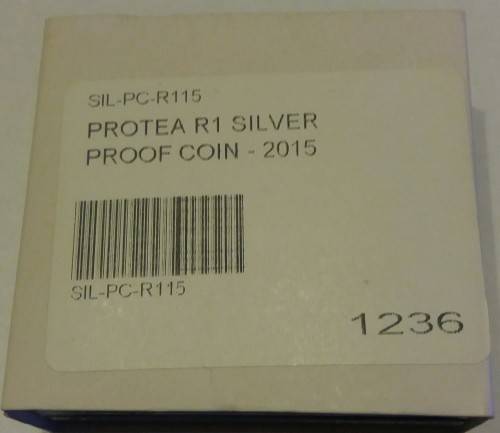 SIL-PC-R115
PROTEA R1 SILVER
PROOF COIN - 2015
SIL-PC-R115
1236